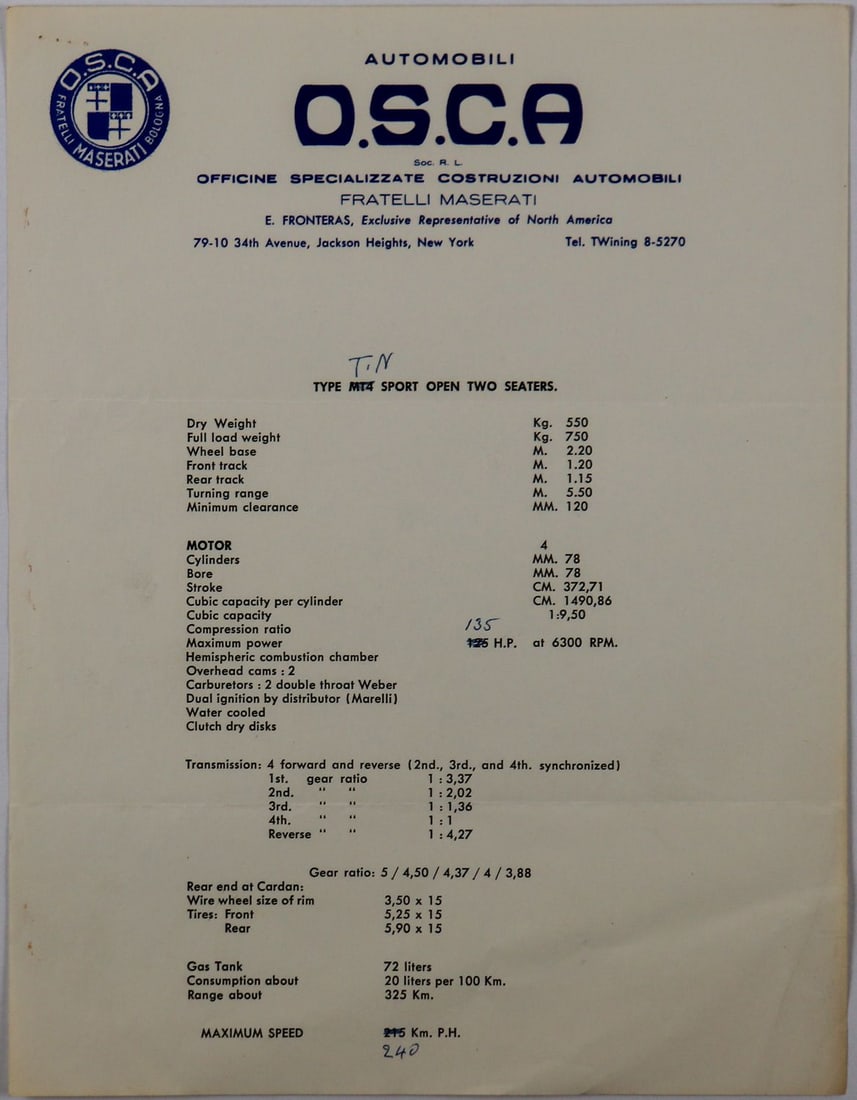 O.S.C.A
FRATELLI MASERATI BOLOGNA
AUTOMOBILI
O.S.C.A
Soc. R. L.
OFFICINE SPECIALIZZATE COSTRUZIONI AUTOMOBILI
FRATELLI MASERATI
E. FRONTERAS, Exclusive Representative of North America
79-10 34th Avenue, Jackson Heights, New York Tel. TWining 8-5270
T.N
TYPE MT4 SPORT OPEN TWO SEATERS.
Dry Weight Kg. 550
Full load weight Kg. 750
Wheel base M. 2.20
Front track M. 1.20
Rear track M. 1.15
Turning range M. 5.50
Minimum clearance MM. 120
MOTOR 4
Cylinders MM. 78
Bore MM. 78
Stroke CM. 372,71
Cubic capacity per cylinder CM. 1490,86
Cubic capacity 1:9,50
Compression ratio 135
Maximum power 125 H.P. at 6300 RPM.
Hemispheric combustion chamber
Overhead cams : 2
Carburetors : 2 double throat Weber
Dual ignition by distributor (Marelli)
Water cooled
Clutch dry disks
Transmission: 4 forward and reverse (2nd., 3rd., and 4th. synchronized)
1st. gear ratio 1 : 3,37
2nd. " " 1 : 2,02
3rd. " " 1 : 1,36
4th. " " 1 : 1
Reverse " " 1 : 4,27
Gear ratio: 5 / 4,50 / 4,37 / 4 / 3,88
Rear end at Cardan:
Wire wheel size of rim 3,50 x 15
Tires: Front 5,25 x 15
Rear 5,90 x 15
Gas Tank 72 liters
Consumption about 20 liters per 100 Km.
Range about 325 Km.
MAXIMUM SPEED 215 Km. P.H.
240